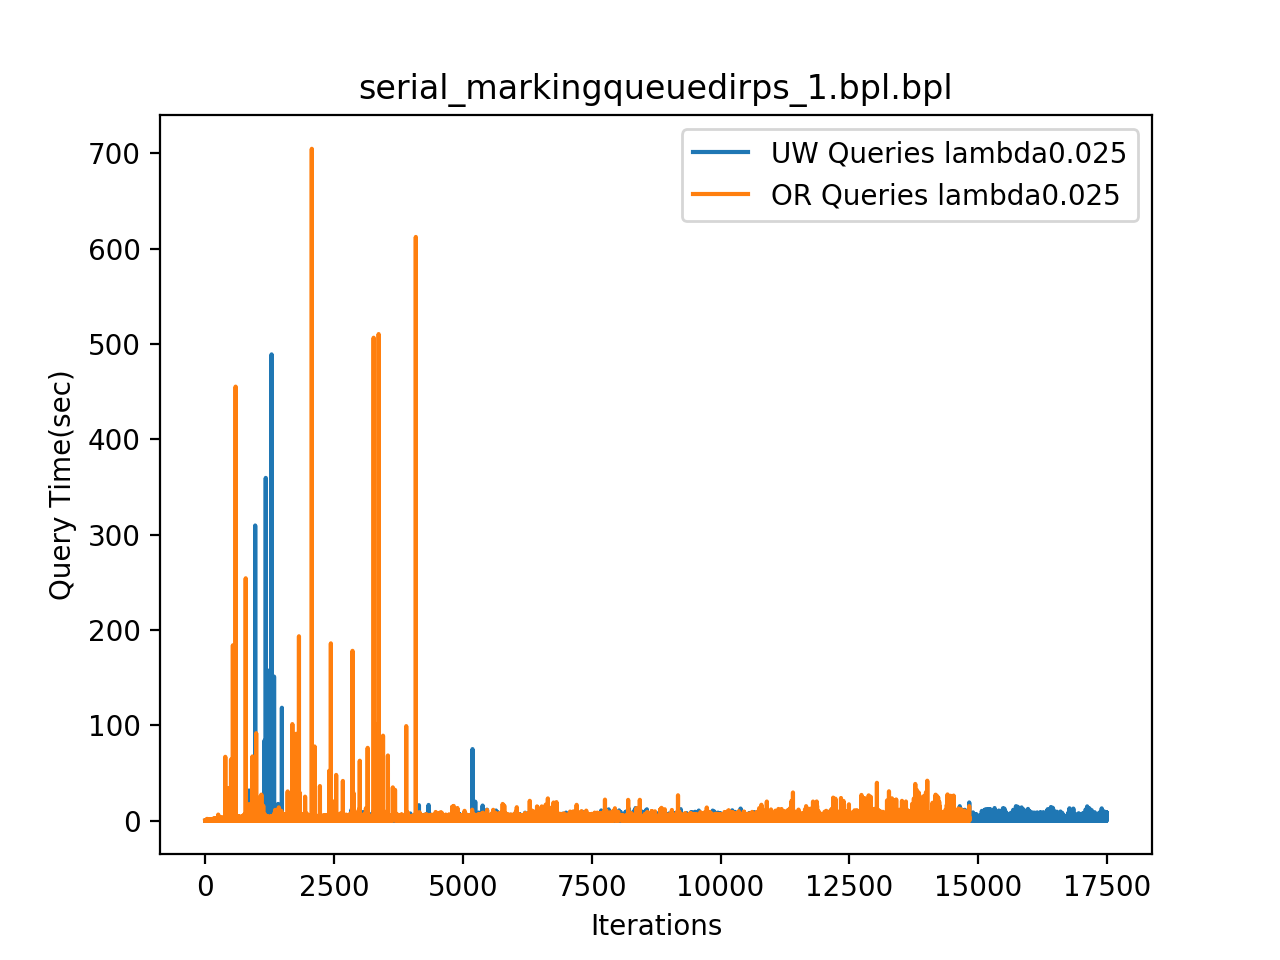 serial_markingqueuedirps_1.bpl.bpl
UW Queries lambda0.025
OR Queries lambda0.025
Query Time(sec)
700
600
500
400
300
200
100
0
0 2500 5000 7500 10000 12500 15000 17500
Iterations